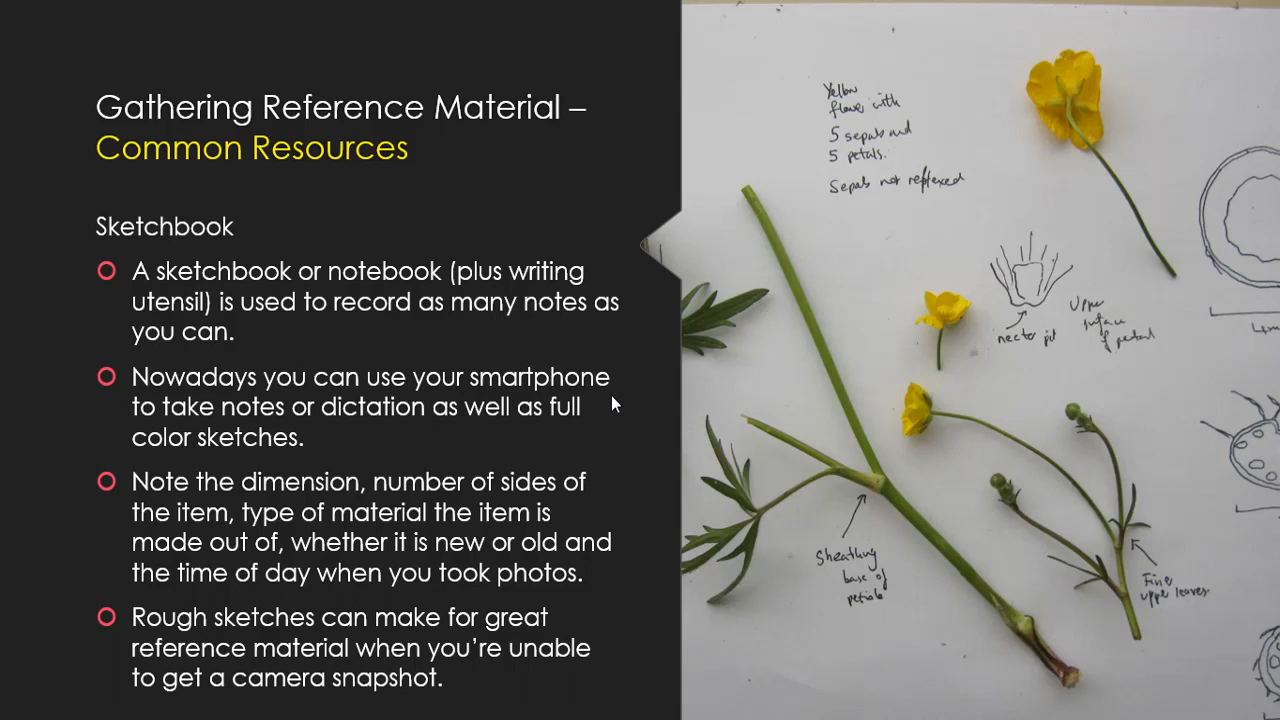 Gathering Reference Material –
Common Resources
Sketchbook
A sketchbook or notebook (plus writing
utensil) is used to record as many notes as
you can.
Nowadays you can use your smartphone
to take notes or dictation as well as full
color sketches.
Note the dimension, number of sides of
the item, type of material the item is
made out of, whether it is new or old and
the time of day when you took photos.
Rough sketches can make for great
reference material when you're unable
to get a camera snapshot.
Yellow
flower with
5 sepals and
5 petals.
Sepals not reflexed
nectar pit
Upper
surface
of petal
Sheathing
base of
petiole
Fine
upper leaves